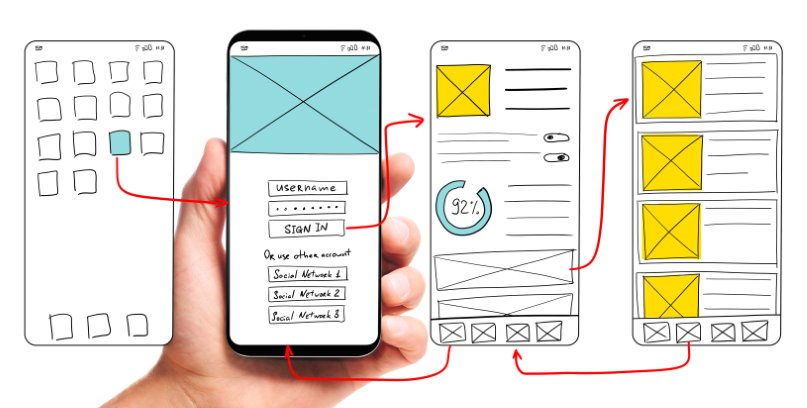 Username
SIGN IN
Or use other account
Social Network 1
Social Network 2
Social Network 3
92%